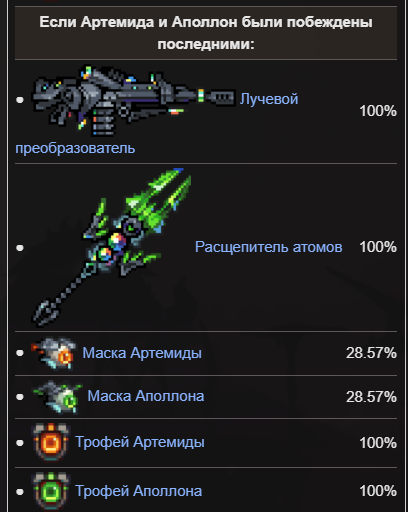 Если Артемида и Аполлон были побеждены
последними:
Лучевой
преобразователь 100%
Расщепитель атомов 100%
Маска Артемиды 28.57%
Маска Аполлона 28.57%
Трофей Артемиды 100%
Трофей Аполлона 100%